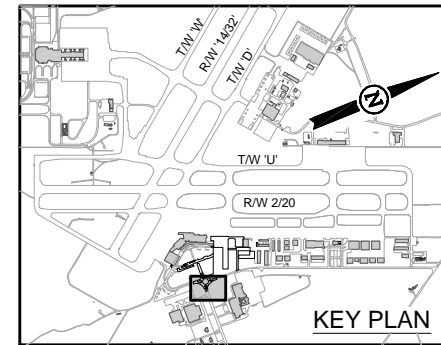 T/W 'W'
R/W '14/32'
T/W 'D'
N
T/W 'U'
R/W 2/20
KEY PLAN